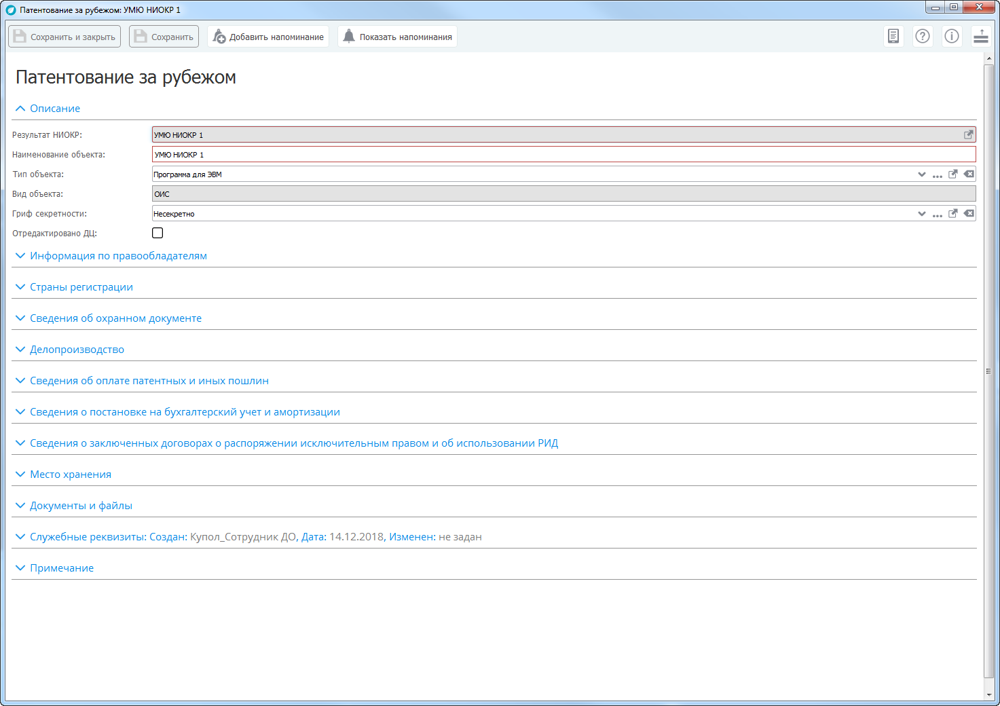 Патентование за рубежом: УМЮ НИОКР 1
Сохранить и закрыть
Сохранить
Добавить напоминание
Показать напоминания
Патентование за рубежом
Описание
Результат НИОКР: УМЮ НИОКР 1
Наименование объекта: УМЮ НИОКР 1
Тип объекта: Программа для ЭВМ
Вид объекта: ОИС
Гриф секретности: Несекретно
Отредактировано ДЦ:
Информация по правообладателям
Страны регистрации
Сведения об охранном документе
Делопроизводство
Сведения об оплате патентных и иных пошлин
Сведения о постановке на бухгалтерский учет и амортизации
Сведения о заключенных договорах о распоряжении исключительным правом и об использовании РИД
Место хранения
Документы и файлы
Служебные реквизиты: Создан: Купол_Сотрудник ДО, Дата: 14.12.2018, Изменен: не задан
Примечание